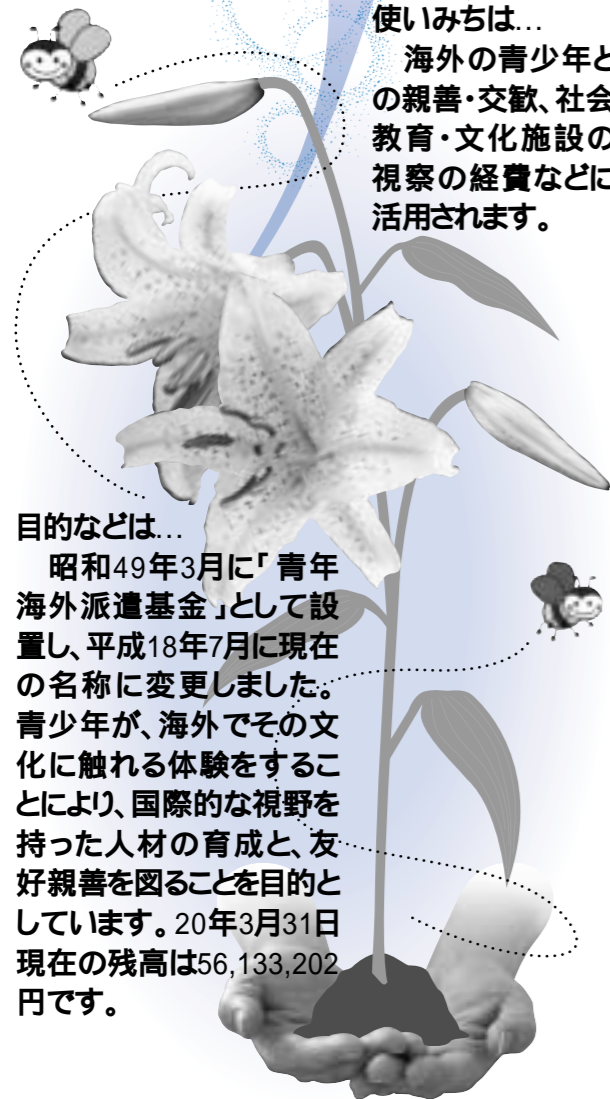 使いみちは…
海外の青少年と
の親善・交歓、社会
教育・文化施設の
視察の経費などに
活用されます。
目的などは…
昭和49年3月に「青年
海外派遣基金」として設
置し、平成18年7月に現在
の名称に変更しました。
青少年が、海外でその文
化に触れる体験をするこ
とにより、国際的な視野を
持った人材の育成と、友
好親善を図ることを目的と
しています。20年3月31日
現在の残高は56,133,202
円です。